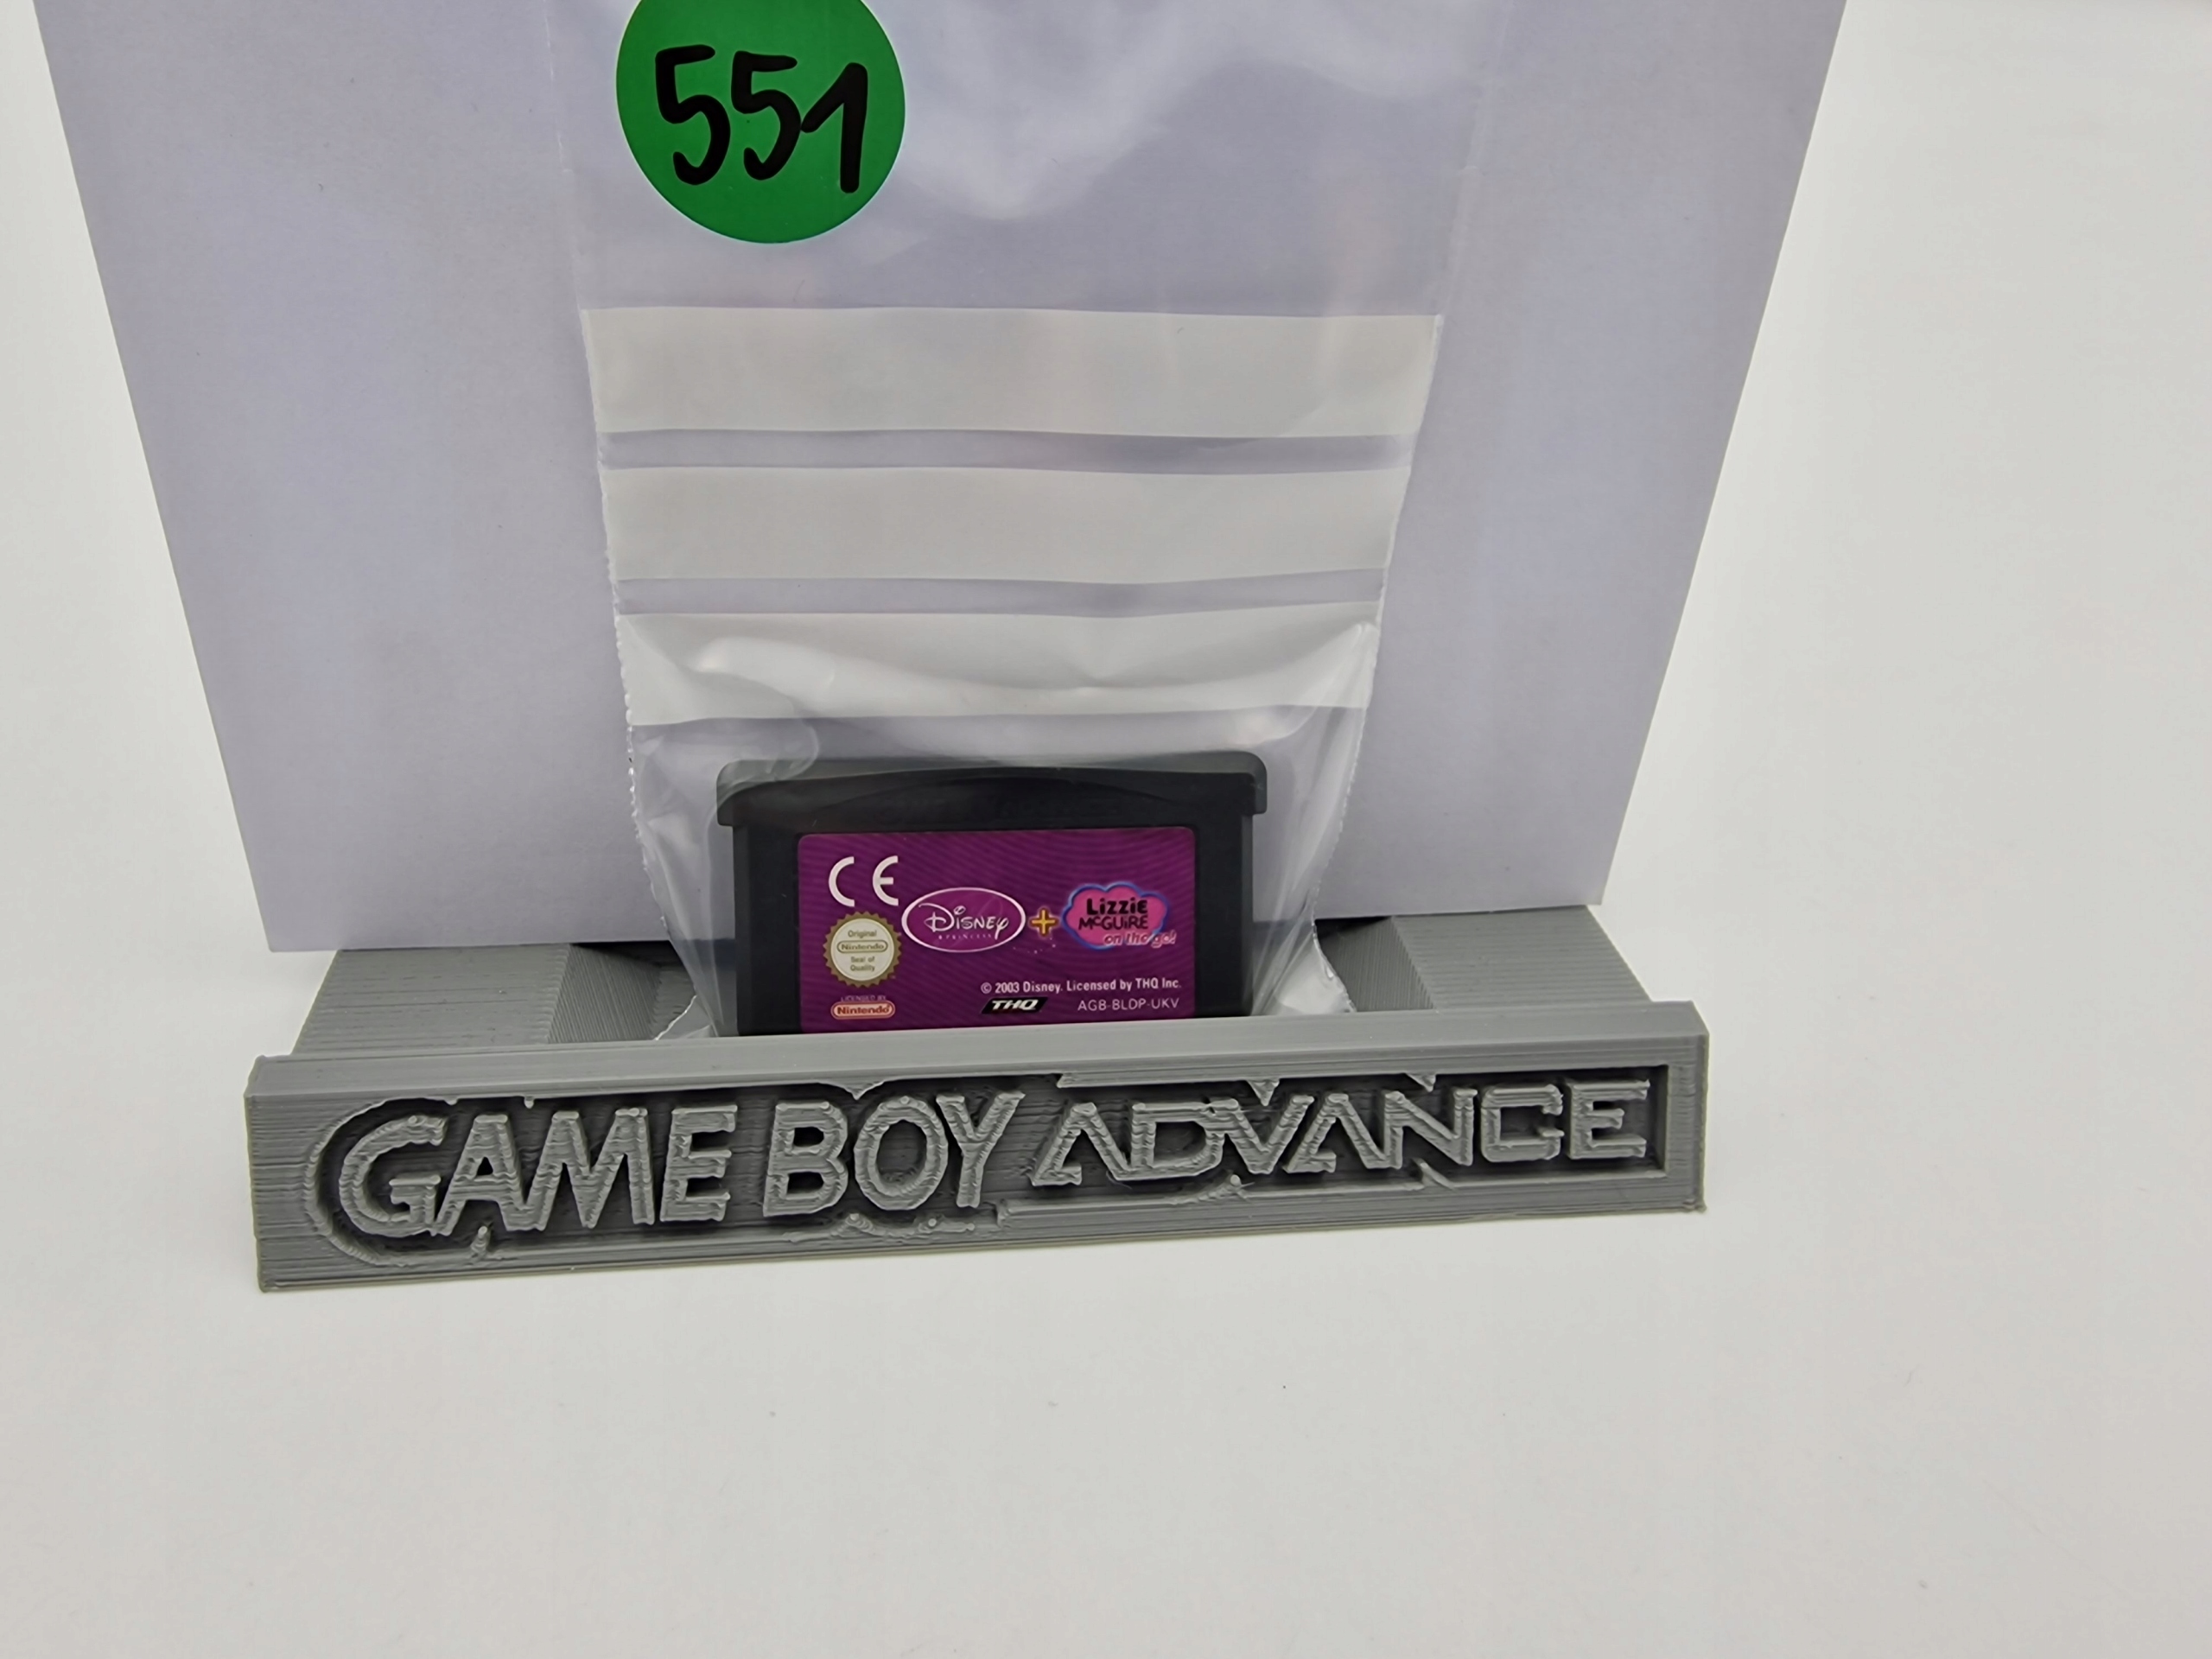 551
CE
Disney
PRINCESS
+
Lizzie
McGUIRE
on the go!
Original
Nintendo
Seal of
Quality
© 2003 Disney. Licensed by THQ Inc.
LICENSED BY
Nintendo
THQ
AGB-BLDP-UKV
GAME BOY ADVANCE